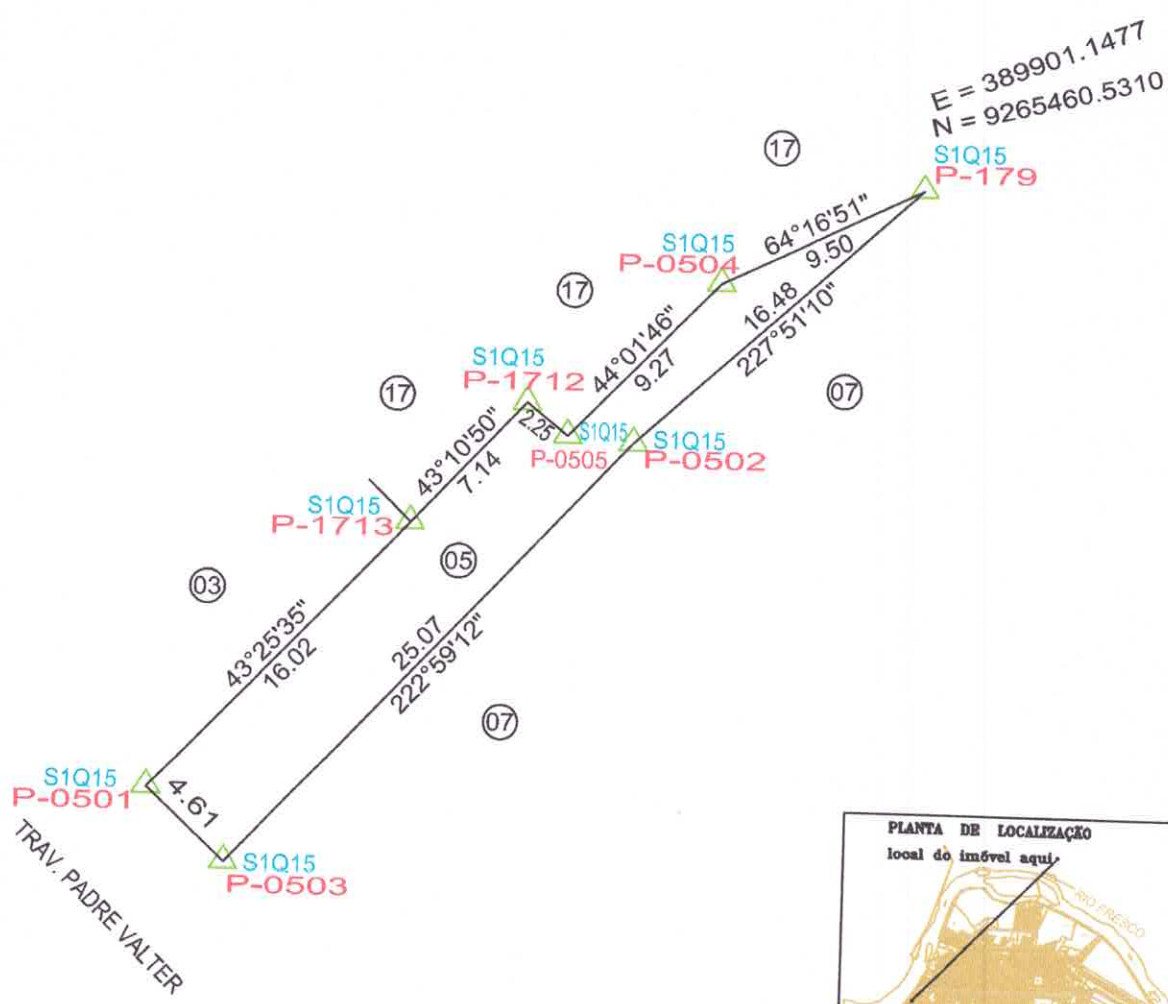 E = 389901.1477
N = 9265460.5310
S1Q15
P-179
17
64°16'51"
9.50
S1Q15
P-0504
16.48
227°51'10"
17
44°01'46"
9.27
07
S1Q15
P-1712
17
2.25
S1Q15
P-0505
S1Q15
P-0502
43°10'50"
7.14
S1Q15
P-1713
05
03
43°25'35"
16.02
25.07
222°59'12"
07
S1Q15
P-0501
4.61
S1Q15
P-0503
TRAV. PADRE VALTER
PLANTA DE LOCALIZAÇÃO
local do imóvel aqui
RIO FRESCO